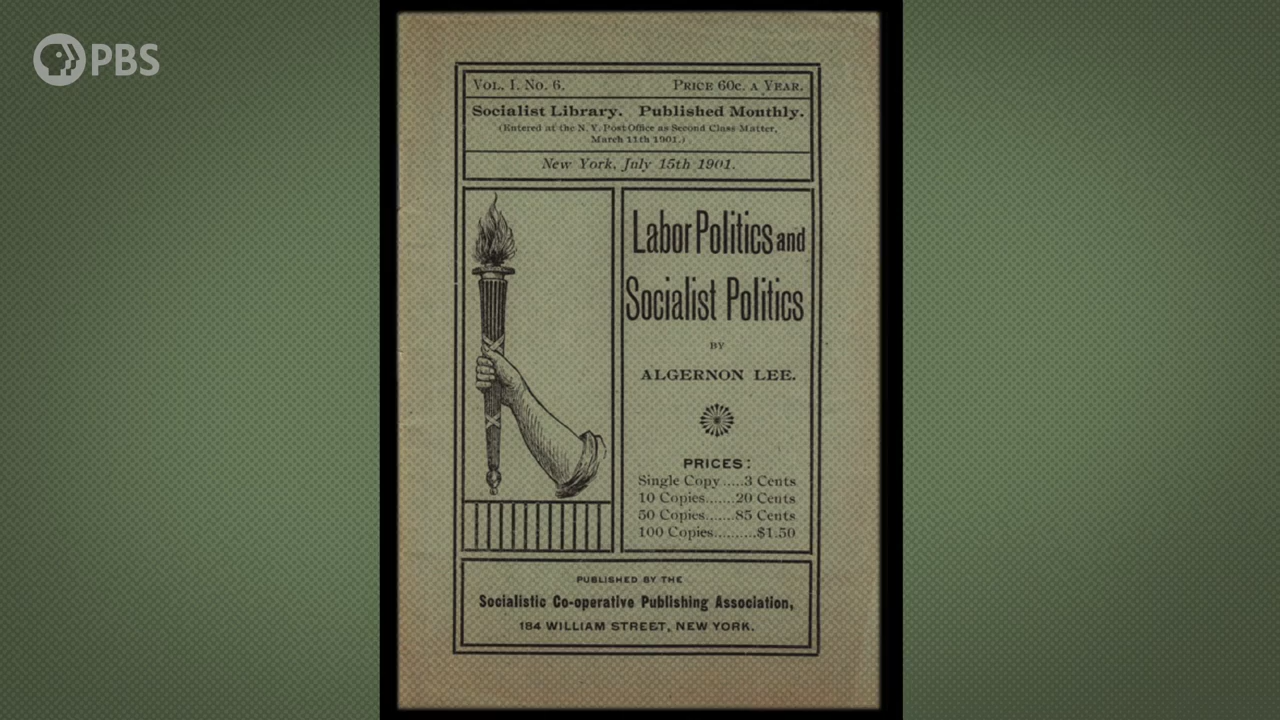 PBS
VOL. I. NO. 6. PRICE 60c. A YEAR.
Socialist Library. Published Monthly.
(Entered at the N. Y. Post Office as Second Class Matter,
March 11th 1901.)
New York, July 15th 1901.
Labor Politics and
Socialist Politics
BY
ALGERNON LEE.
PRICES:
Single Copy.....3 Cents
10 Copies.......20 Cents
50 Copies.......85 Cents
100 Copies..........$1.50
PUBLISHED BY THE
Socialistic Co-operative Publishing Association,
184 WILLIAM STREET, NEW YORK.